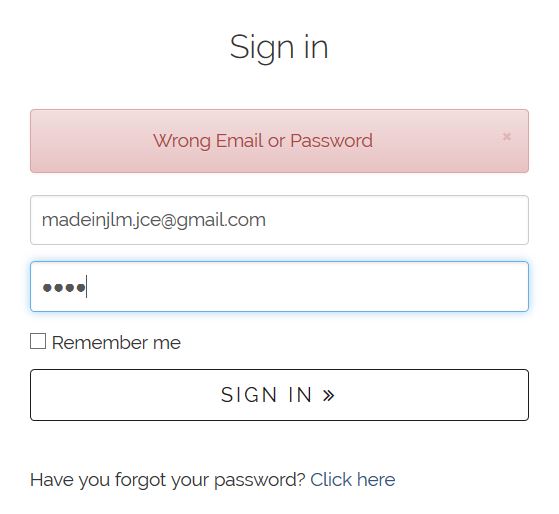 Sign in
Wrong Email or Password ×
madeinjlm.jce@gmail.com
••••
Remember me
SIGN IN »
Have you forgot your password? Click here